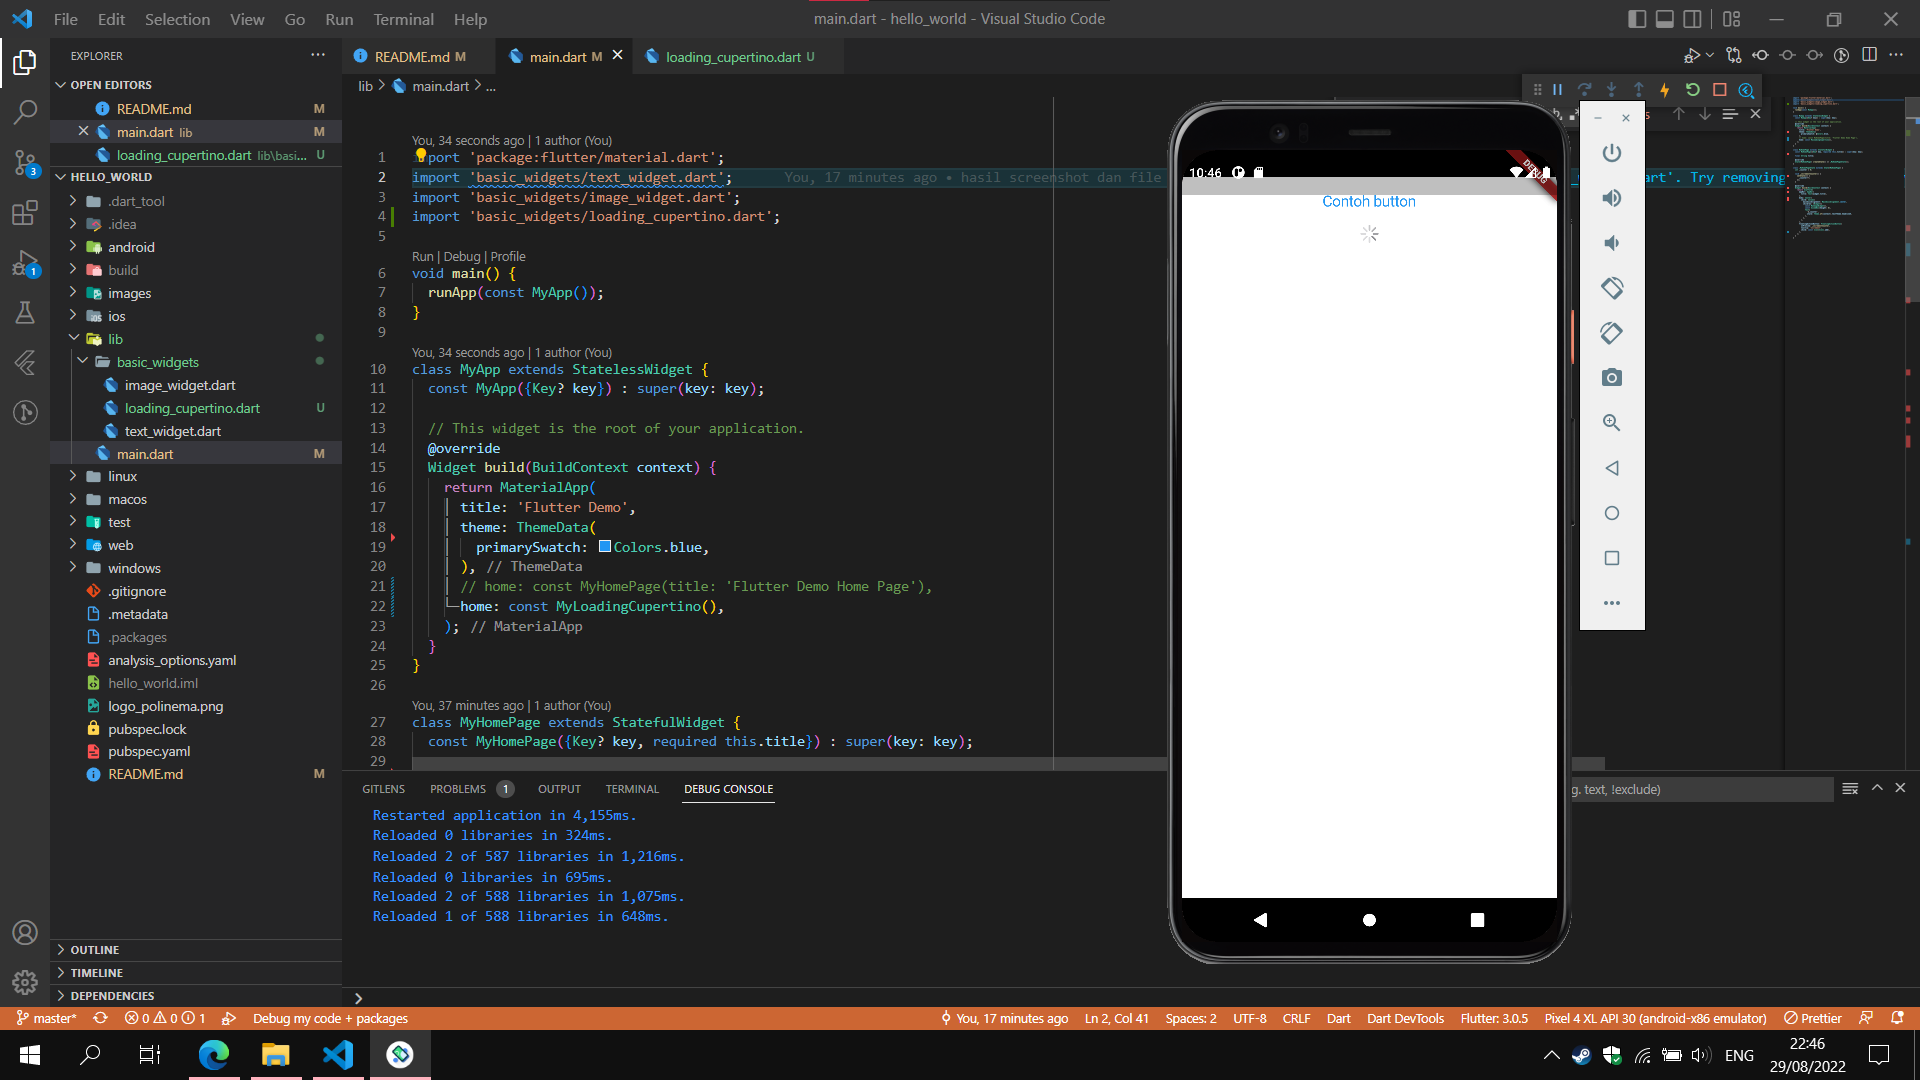 File Edit Selection View Go Run Terminal Help
main.dart - hello_world - Visual Studio Code
EXPLORER
OPEN EDITORS
README.md M
main.dart lib M
loading_cupertino.dart lib\basi... U
HELLO_WORLD
.dart_tool
.idea
android
build
images
ios
lib
basic_widgets
image_widget.dart
loading_cupertino.dart U
text_widget.dart
main.dart M
linux
macos
test
web
windows
.gitignore
.metadata
.packages
analysis_options.yaml
hello_world.iml
logo_polinema.png
pubspec.lock
pubspec.yaml
README.md M
OUTLINE
TIMELINE
DEPENDENCIES
3
1
README.md M
main.dart M
loading_cupertino.dart U
lib > main.dart > ...
You, 34 seconds ago | 1 author (You)
1 import 'package:flutter/material.dart';
2 import 'basic_widgets/text_widget.dart'; You, 17 minutes ago • hasil screenshot dan file
art'. Try removing
3 import 'basic_widgets/image_widget.dart';
4 import 'basic_widgets/loading_cupertino.dart';
5
Run | Debug | Profile
6 void main() {
7 runApp(const MyApp());
8 }
9
You, 34 seconds ago | 1 author (You)
10 class MyApp extends StatelessWidget {
11 const MyApp({Key? key}) : super(key: key);
12
13 // This widget is the root of your application.
14 @override
15 Widget build(BuildContext context) {
16 return MaterialApp(
17 title: 'Flutter Demo',
18 theme: ThemeData(
19 primarySwatch: Colors.blue,
20 ), // ThemeData
21 // home: const MyHomePage(title: 'Flutter Demo Home Page'),
22 home: const MyLoadingCupertino(),
23 ); // MaterialApp
24 }
25 }
26
You, 37 minutes ago | 1 author (You)
27 class MyHomePage extends StatefulWidget {
28 const MyHomePage({Key? key, required this.title}) : super(key: key);
29
10:46
DEBUG
Contoh button
GITLENS PROBLEMS 1 OUTPUT TERMINAL DEBUG CONSOLE
g. text, !exclude)
Restarted application in 4,155ms.
Reloaded 0 libraries in 324ms.
Reloaded 2 of 587 libraries in 1,216ms.
Reloaded 0 libraries in 695ms.
Reloaded 2 of 588 libraries in 1,075ms.
Reloaded 1 of 588 libraries in 648ms.
master* 0 0 1 Debug my code + packages
You, 17 minutes ago Ln 2, Col 41 Spaces: 2 UTF-8 CRLF Dart Dart DevTools Flutter: 3.0.5 Pixel 4 XL API 30 (android-x86 emulator) Prettier
ENG
22:46
29/08/2022